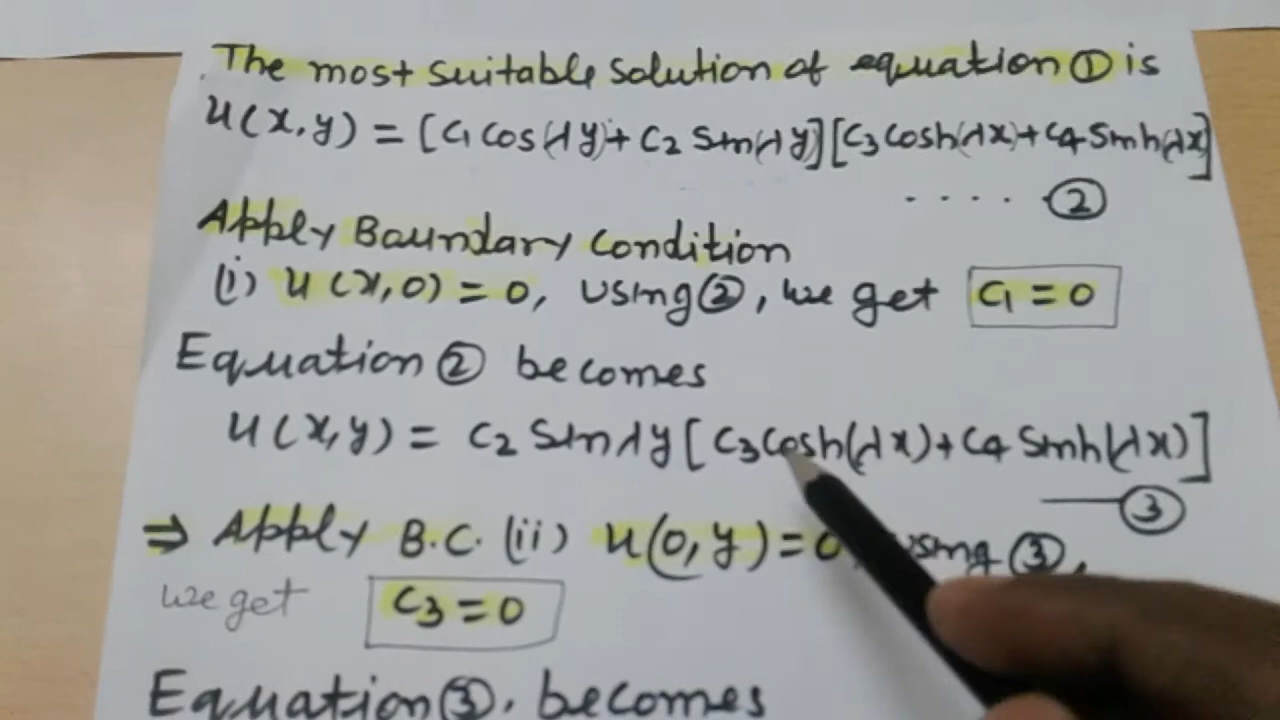 The most suitable solution of equation ① is
u(x,y) = [C1 Cos(λy) + C2 Sin(λy)][C3 Cosh(λx) + C4 Sinh(λx)]
. . . . . ②
Apply Boundary Condition
(i) u(x,0) = 0, using ②, we get C1 = 0
Equation ② becomes
u(x,y) = C2 Sin λy [C3 Cosh(λx) + C4 Sinh(λx)]
③
⇒ Apply B.C. (ii) u(0,y) = 0, using ③,
we get C3 = 0
Equation ③, becomes